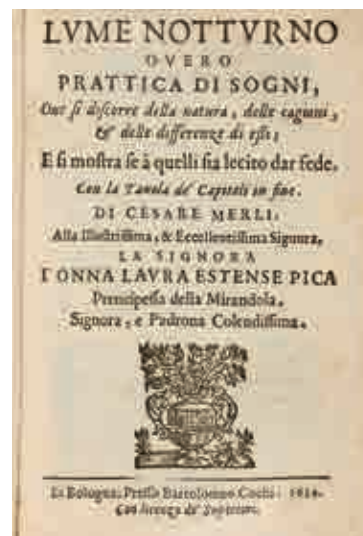 LVME NOTTVRNO
OVERO
PRATTICA DI SOGNI,
Oue si discorre della natura, delle cagioni,
& delle differenze di essi;
E si mostra se à quelli sia lecito dar fede.
Con la Tauola de' Capitoli in fine.
DI CESARE MERLI.
Alla Illustrissima, & Eccellentissima Signora,
LA SIGNORA
DONNA LAVRA ESTENSE PICA
Prencipessa della Mirandola,
Signora, e Padrona Colendissima.
In Bologna, Presso Bartolomeo Cochi.
Con licenza de' Superiori.